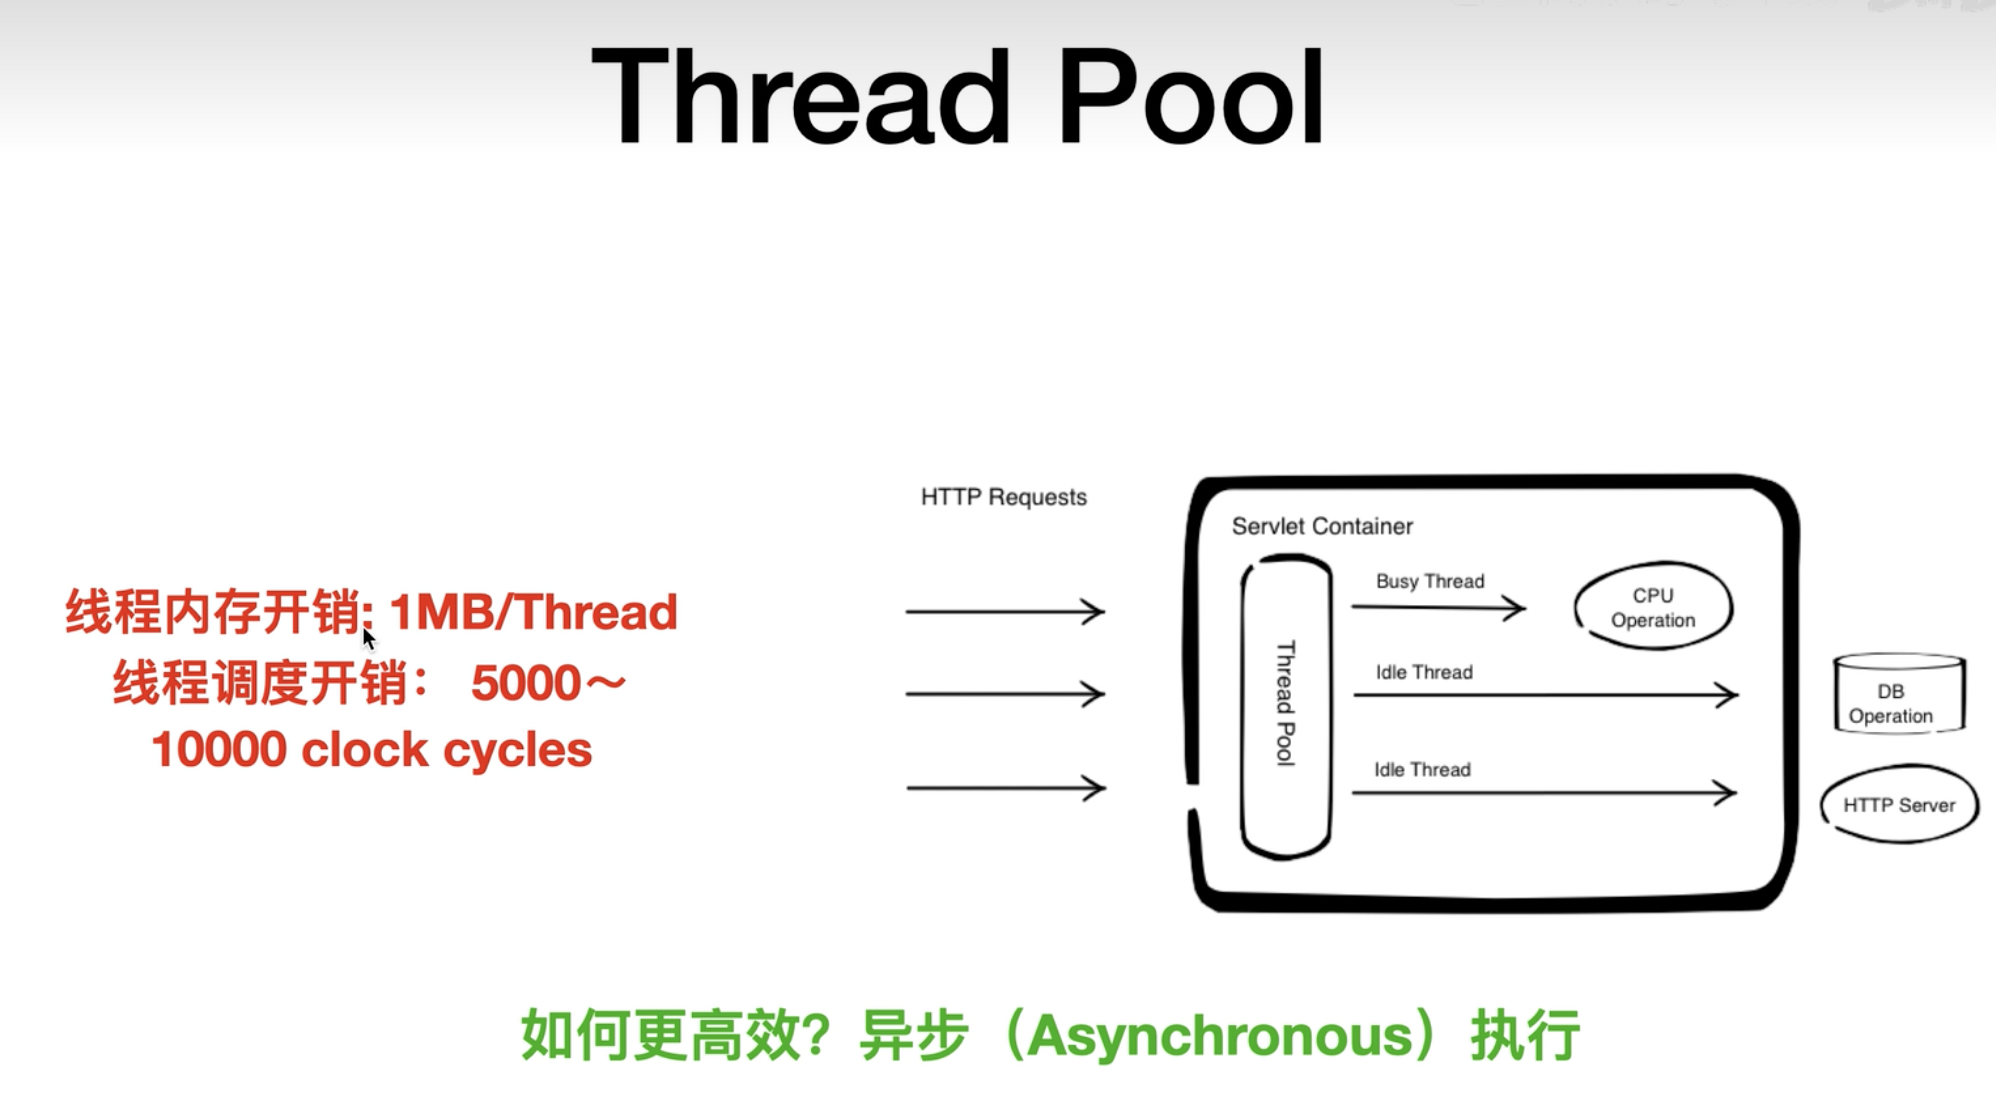 Thread Pool
线程内存开销: 1MB/Thread
线程调度开销： 5000～
10000 clock cycles
HTTP Requests
Servlet Container
Thread Pool
Busy Thread
CPU
Operation
Idle Thread
DB
Operation
Idle Thread
HTTP Server
如何更高效？异步（Asynchronous）执行